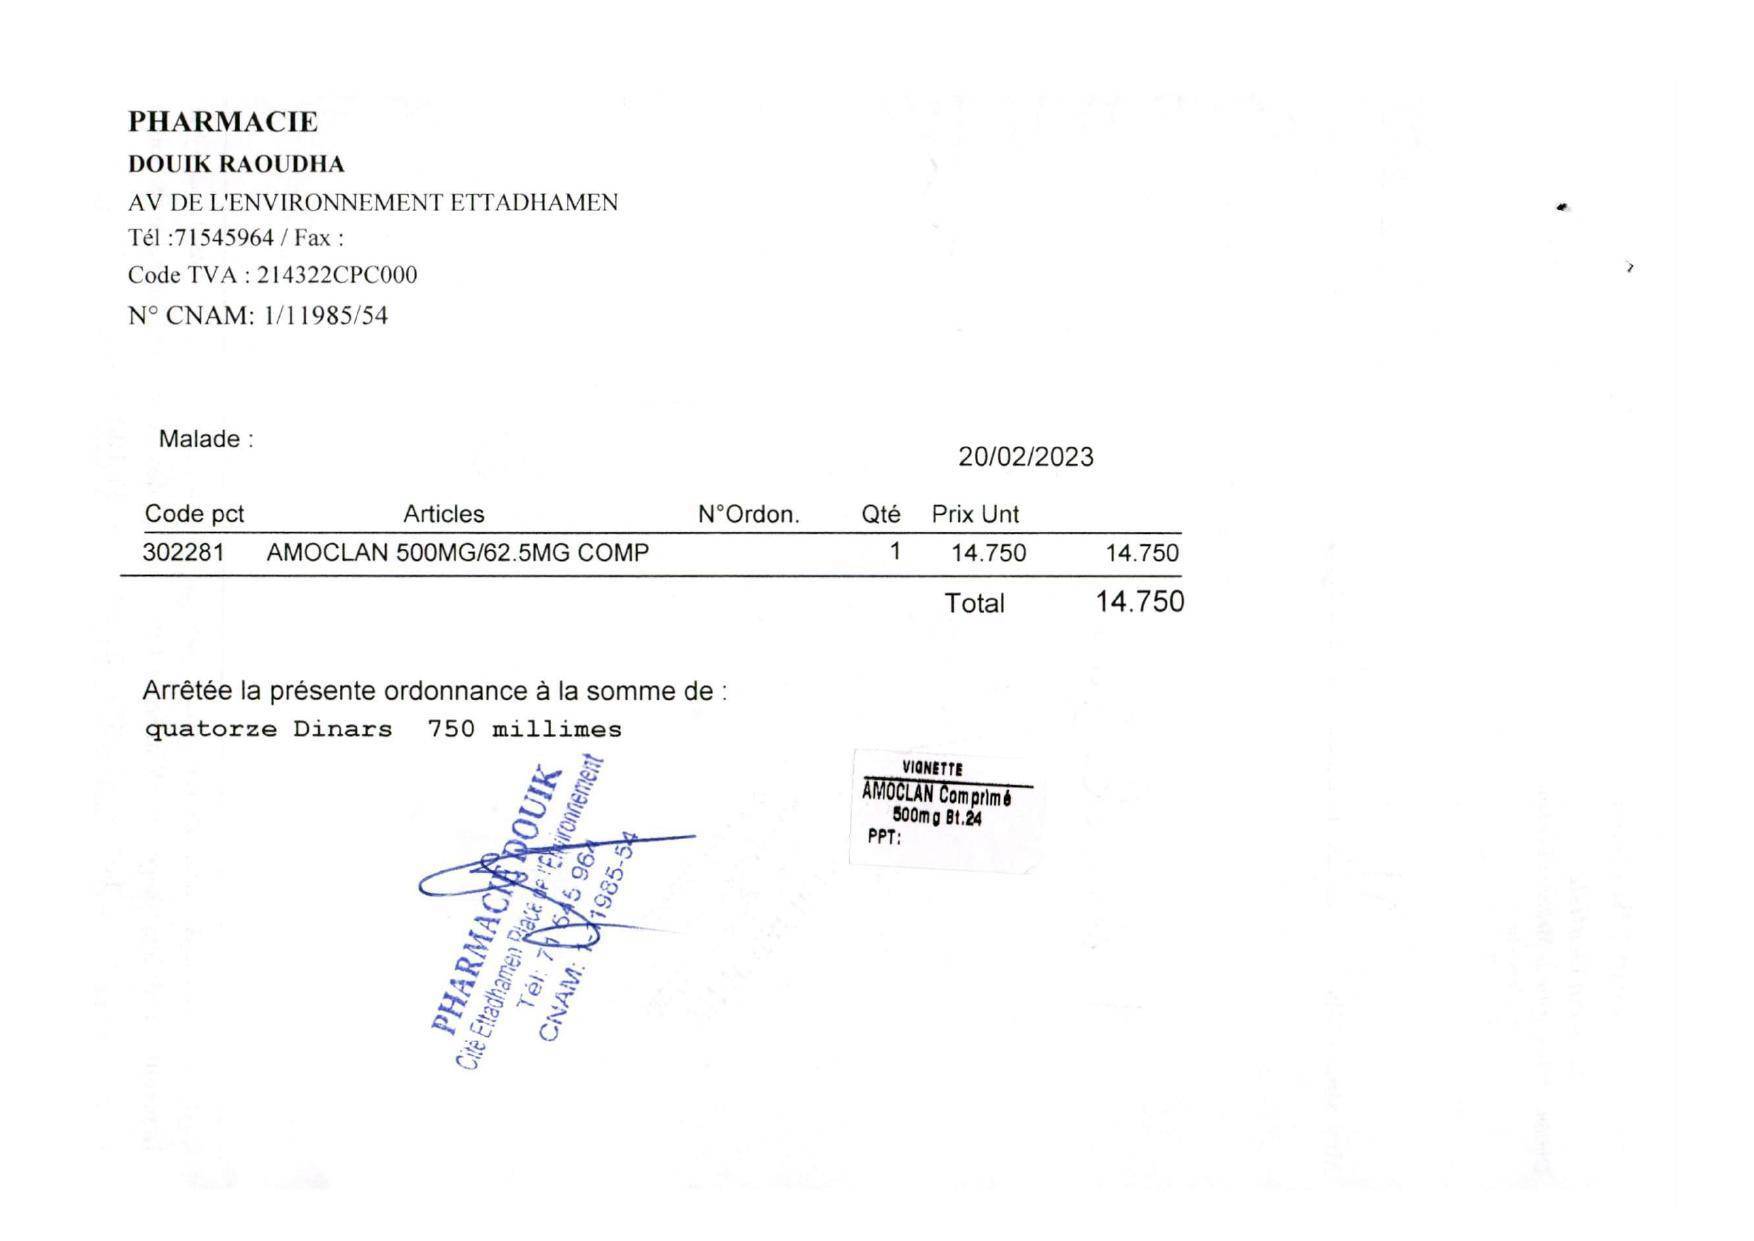 PHARMACIE
DOUIK RAOUDHA
AV DE L'ENVIRONNEMENT ETTADHAMEN
Tél :71545964 / Fax :
Code TVA : 214322CPC000
N° CNAM: 1/11985/54
Malade :
20/02/2023
Code pct Articles N°Ordon. Qté Prix Unt
302281 AMOCLAN 500MG/62.5MG COMP 1 14.750 14.750
Total 14.750
Arrêtée la présente ordonnance à la somme de :
quatorze Dinars 750 millimes
PHARMACIE DOUIK
Cité Ettadhamen Place de l'Environnement
Tél: 71 545 964
CNAM: 1985-54
VIGNETTE
AMOCLAN Comprimé
500mg Bt.24
PPT: